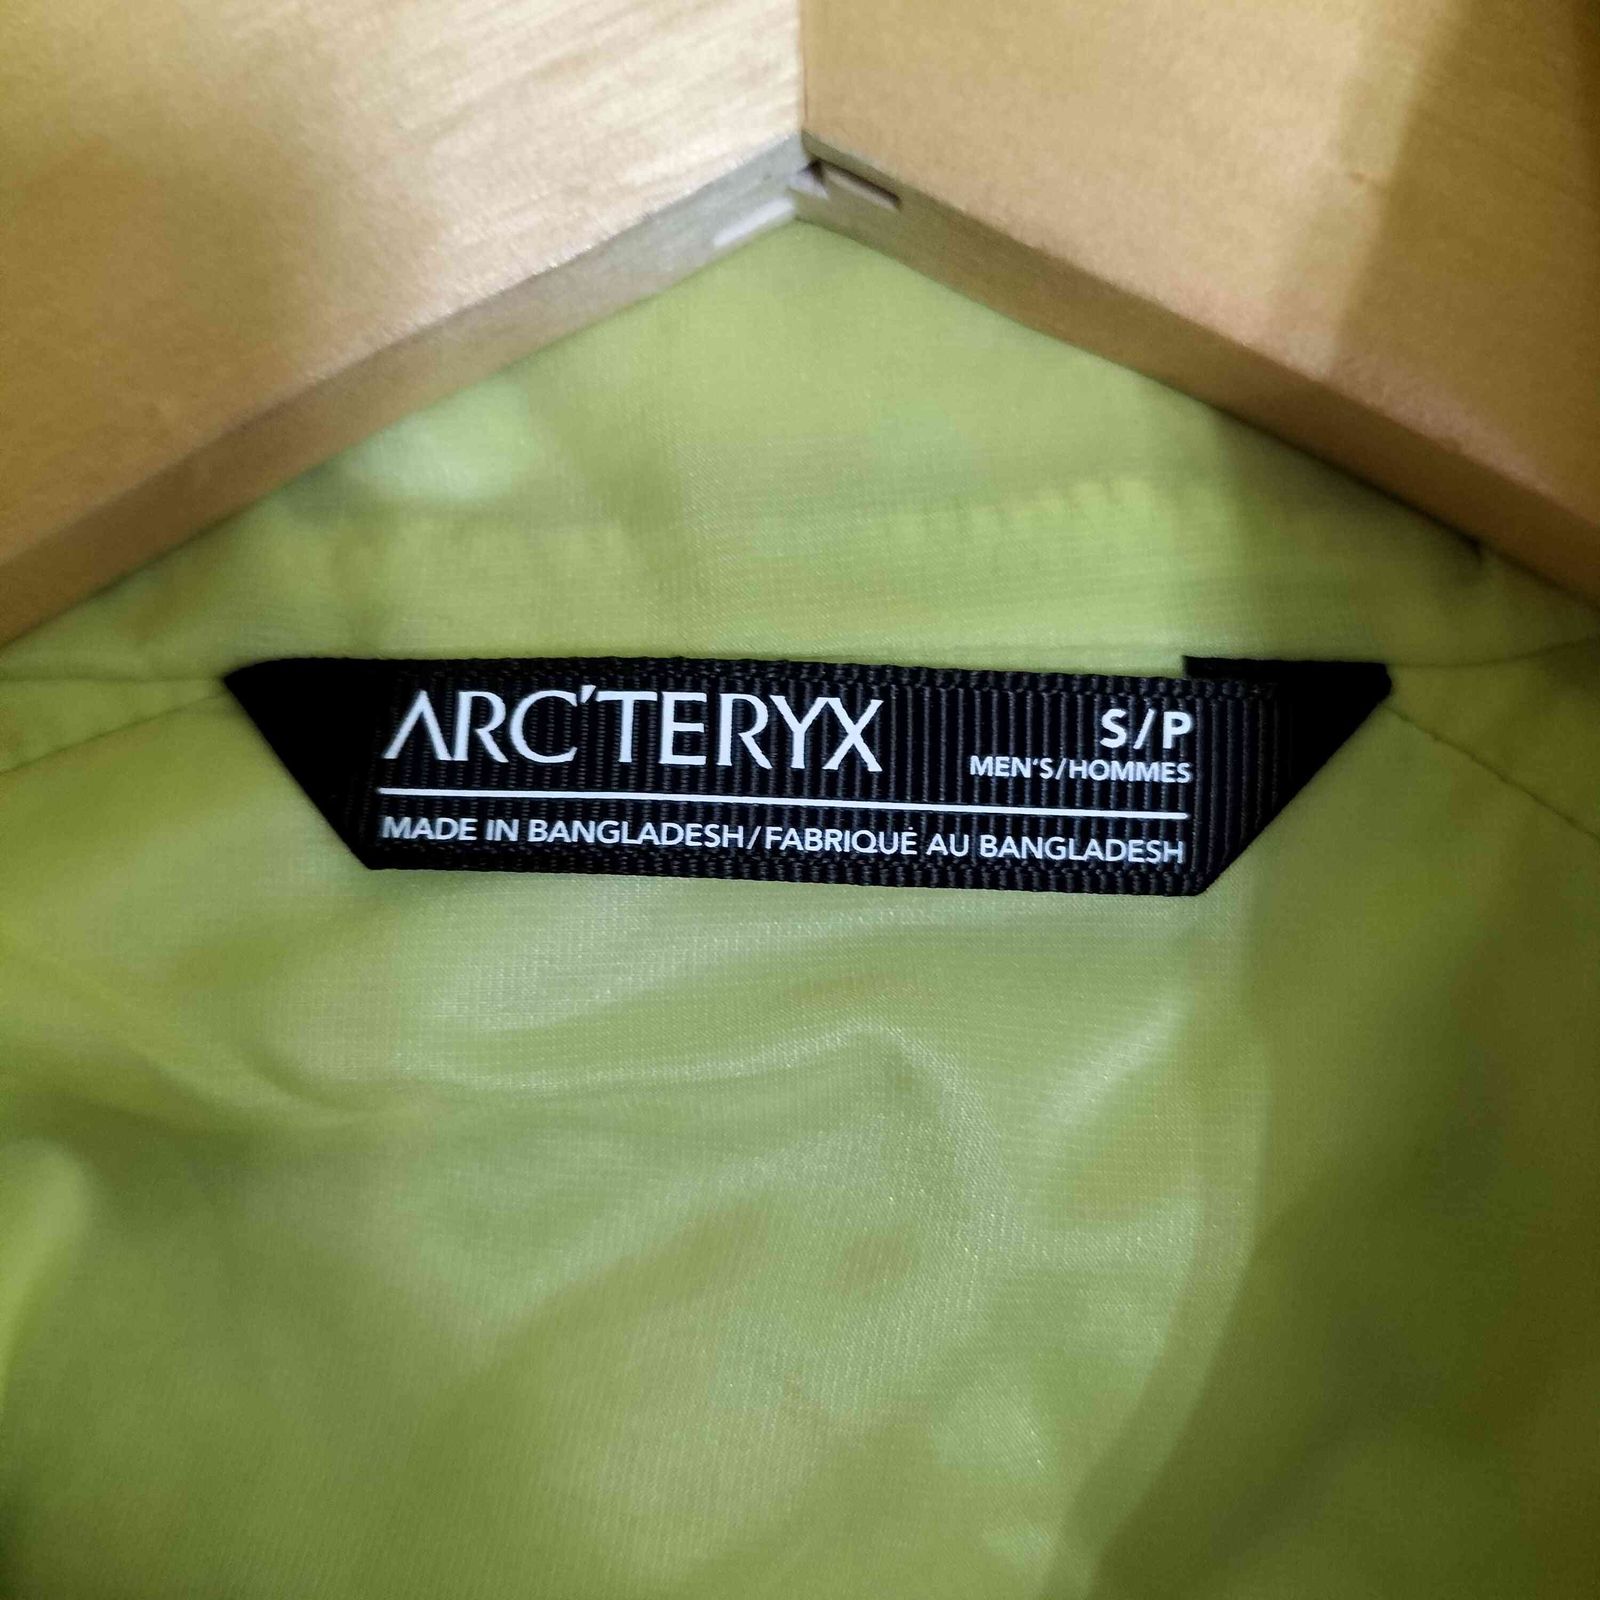 ARC'TERYX
S/P
MEN'S/HOMMES
MADE IN BANGLADESH/FABRIQUÉ AU BANGLADESH